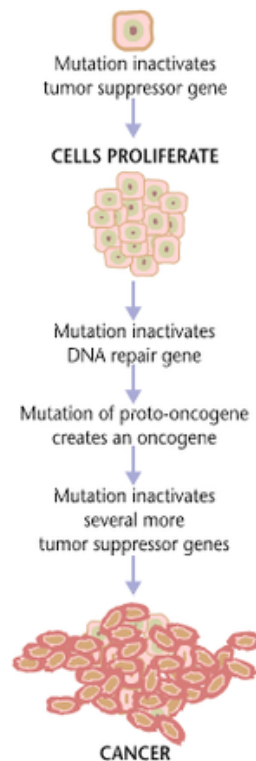 Mutation inactivates
tumor suppressor gene
CELLS PROLIFERATE
Mutation inactivates
DNA repair gene
Mutation of proto-oncogene
creates an oncogene
Mutation inactivates
several more
tumor suppressor genes
CANCER